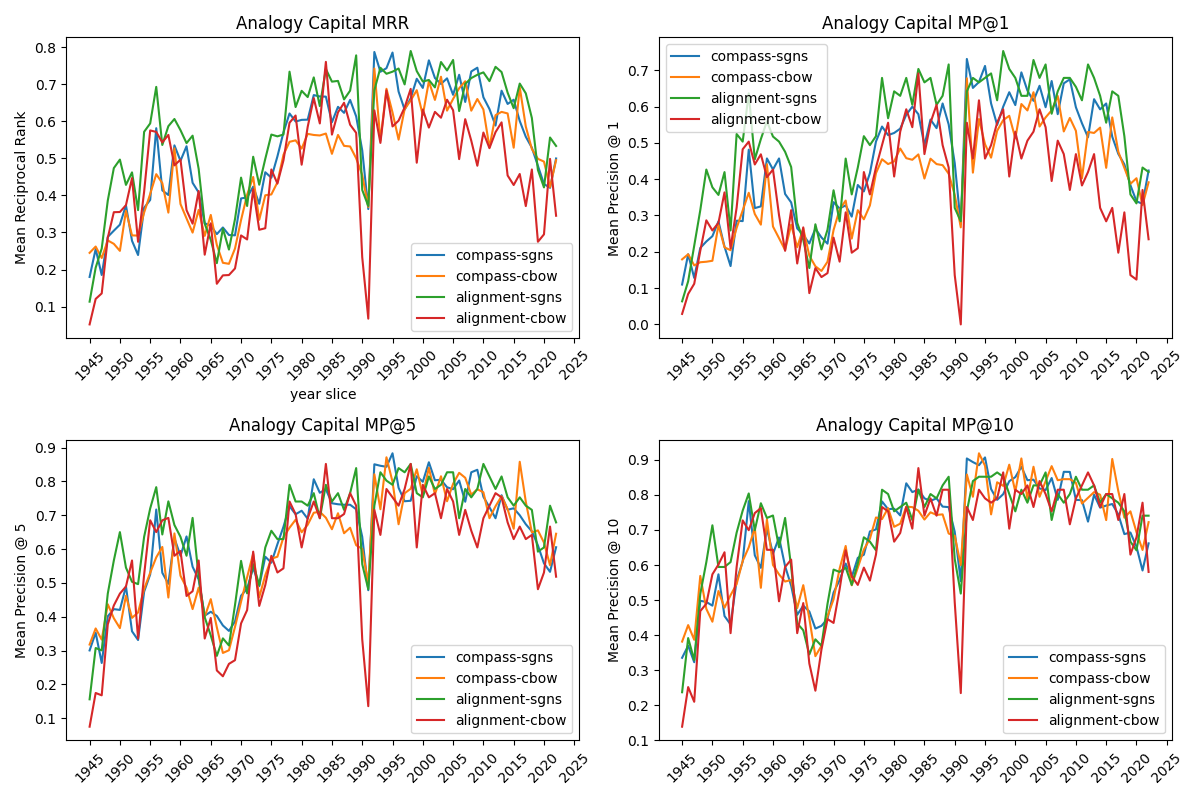 Analogy Capital MRR
Mean Reciprocal Rank
0.8
0.7
0.6
0.5
0.4
0.3
0.2
0.1
compass-sgns
compass-cbow
alignment-sgns
alignment-cbow
1945 1950 1955 1960 1965 1970 1975 1980 1985 1990 1995 2000 2005 2010 2015 2020 2025
year slice
Analogy Capital MP@1
Mean Precision @ 1
0.7
0.6
0.5
0.4
0.3
0.2
0.1
0.0
compass-sgns
compass-cbow
alignment-sgns
alignment-cbow
1945 1950 1955 1960 1965 1970 1975 1980 1985 1990 1995 2000 2005 2010 2015 2020 2025
Analogy Capital MP@5
Mean Precision @ 5
0.9
0.8
0.7
0.6
0.5
0.4
0.3
0.2
0.1
compass-sgns
compass-cbow
alignment-sgns
alignment-cbow
1945 1950 1955 1960 1965 1970 1975 1980 1985 1990 1995 2000 2005 2010 2015 2020 2025
Analogy Capital MP@10
Mean Precision @ 10
0.9
0.8
0.7
0.6
0.5
0.4
0.3
0.2
0.1
compass-sgns
compass-cbow
alignment-sgns
alignment-cbow
1945 1950 1955 1960 1965 1970 1975 1980 1985 1990 1995 2000 2005 2010 2015 2020 2025